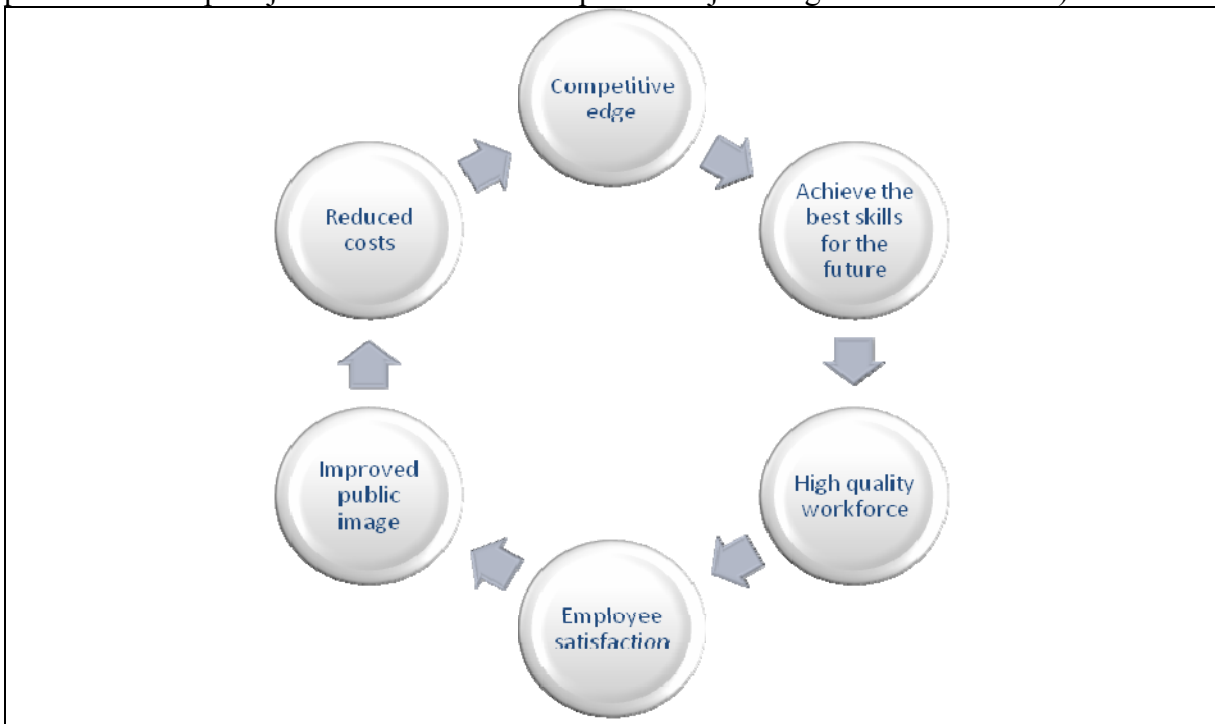 Competitive
edge
Achieve the
best skills
for the
future
High quality
workforce
Employee
satisfaction
Improved
public
image
Reduced
costs